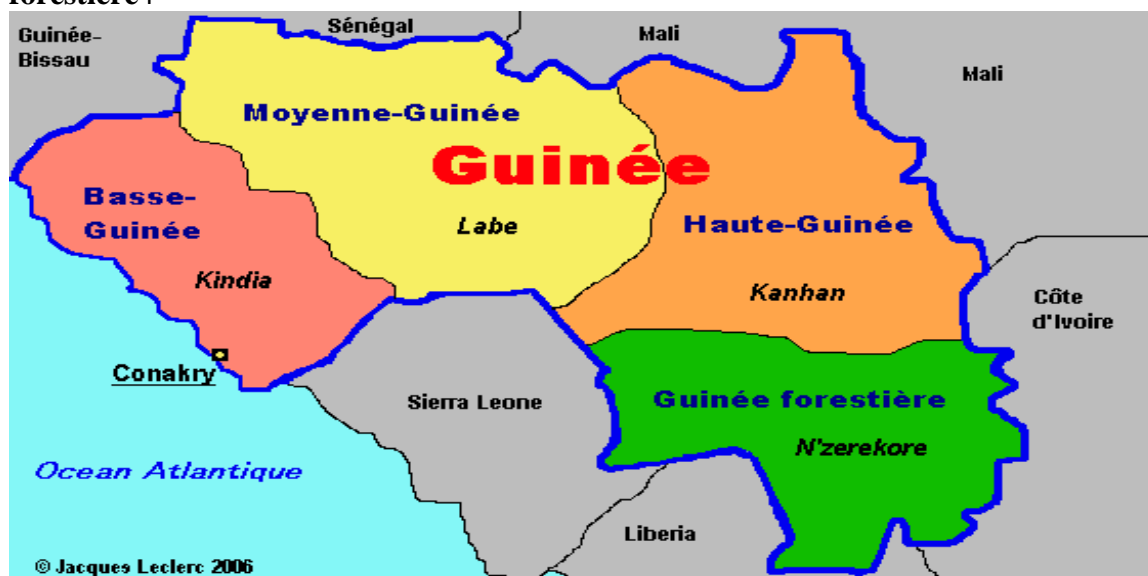 forestière :
Guinée-
Bissau
Sénégal
Mali
Mali
Moyenne-Guinée
Guinée
Basse-
Guinée
Labe
Haute-Guinée
Kindia
Kanhan
Côte
d'Ivoire
Conakry
Sierra Leone
Guinée forestière
N'zerekore
Ocean Atlantique
Liberia
© Jacques Leclerc 2006